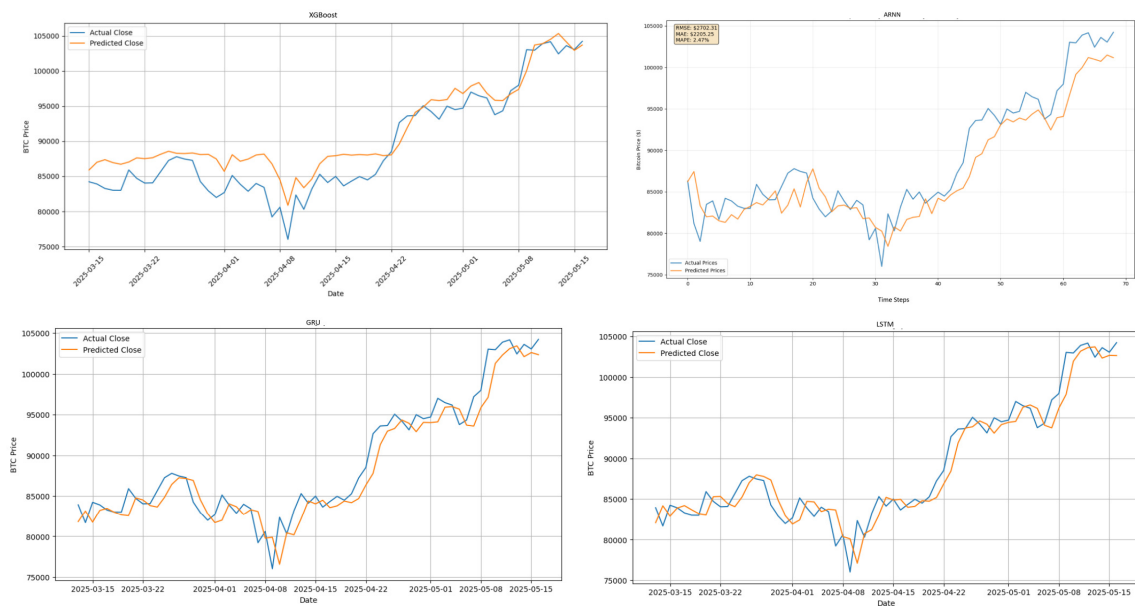 XGBoost
Actual Close
Predicted Close
105000
100000
95000
90000
85000
80000
75000
BTC Price
2025-03-15
2025-03-22
2025-04-01
2025-04-08
2025-04-15
2025-04-22
2025-05-01
2025-05-08
2025-05-15
Date
ARNN
RMSE: $2702.31
MAE: $2205.25
MAPE: 2.47%
105000
100000
95000
90000
85000
80000
75000
Bitcoin Price ($)
Actual Prices
Predicted Prices
0 10 20 30 40 50 60 70
Time Steps
GRU
Actual Close
Predicted Close
105000
100000
95000
90000
85000
80000
75000
BTC Price
2025-03-15 2025-03-22 2025-04-01 2025-04-08 2025-04-15 2025-04-22 2025-05-01 2025-05-08 2025-05-15
Date
LSTM
Actual Close
Predicted Close
105000
100000
95000
90000
85000
80000
75000
BTC Price
2025-03-15 2025-03-22 2025-04-01 2025-04-08 2025-04-15 2025-04-22 2025-05-01 2025-05-08 2025-05-15
Date